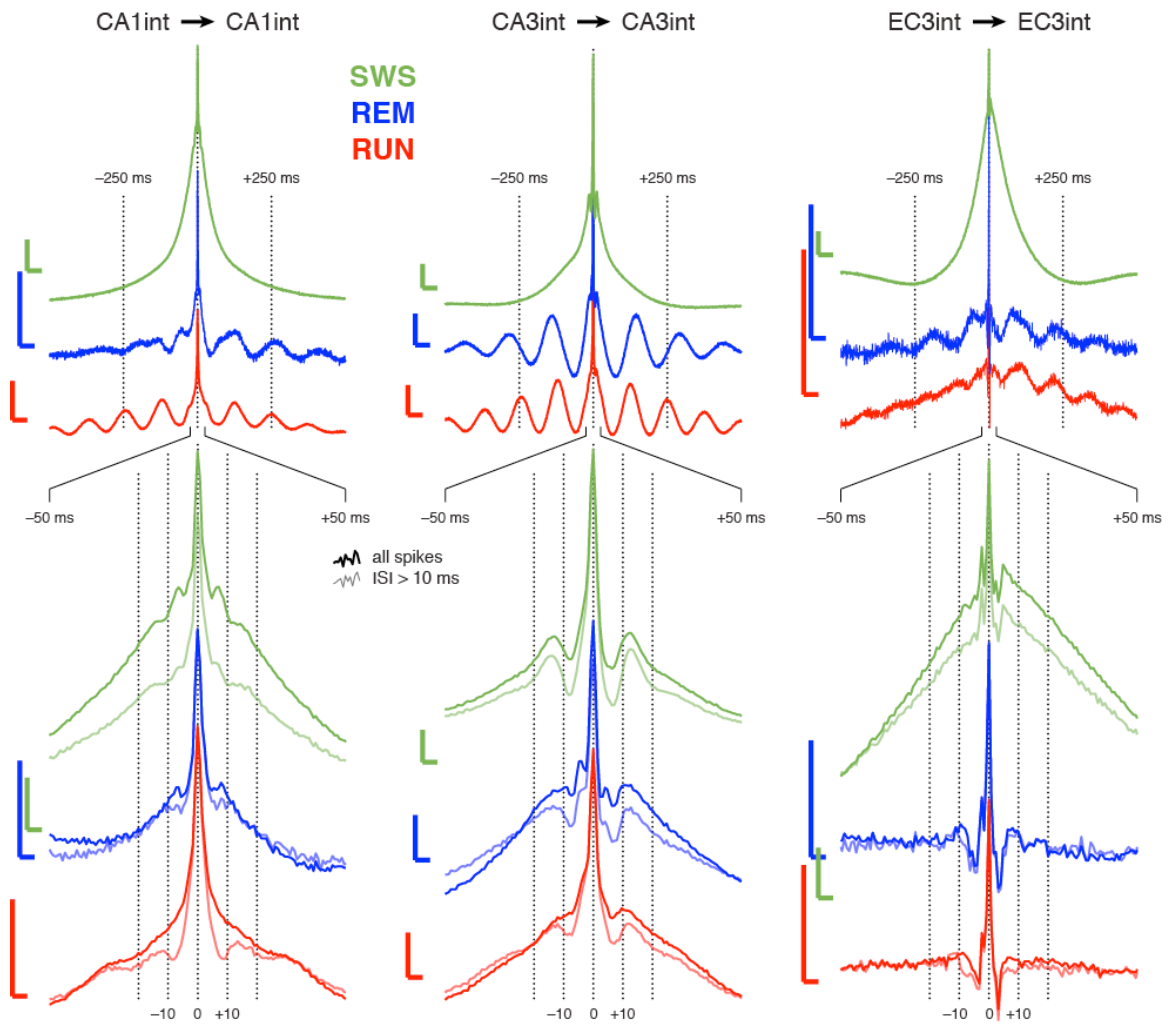 CA1int → CA1int
CA3int → CA3int
EC3int → EC3int
SWS
REM
RUN
–250 ms
+250 ms
–250 ms
+250 ms
–250 ms
+250 ms
–50 ms
+50 ms
–50 ms
+50 ms
–50 ms
+50 ms
all spikes
ISI > 10 ms
–10 0 +10
–10 0 +10
–10 0 +10